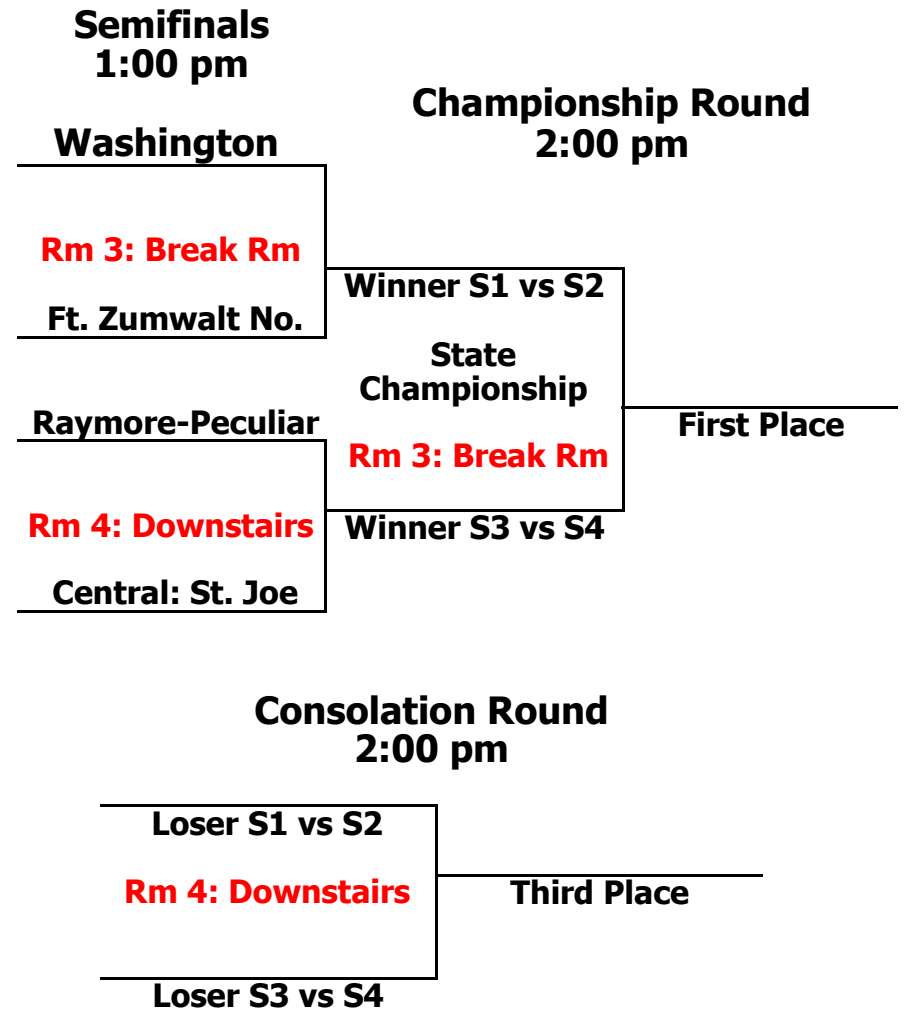 Semifinals
1:00 pm
Championship Round
2:00 pm
Washington
Rm 3: Break Rm
Ft. Zumwalt No.
Winner S1 vs S2
State
Championship
Rm 3: Break Rm
Winner S3 vs S4
First Place
Raymore-Peculiar
Rm 4: Downstairs
Central: St. Joe
Consolation Round
2:00 pm
Loser S1 vs S2
Rm 4: Downstairs
Loser S3 vs S4
Third Place